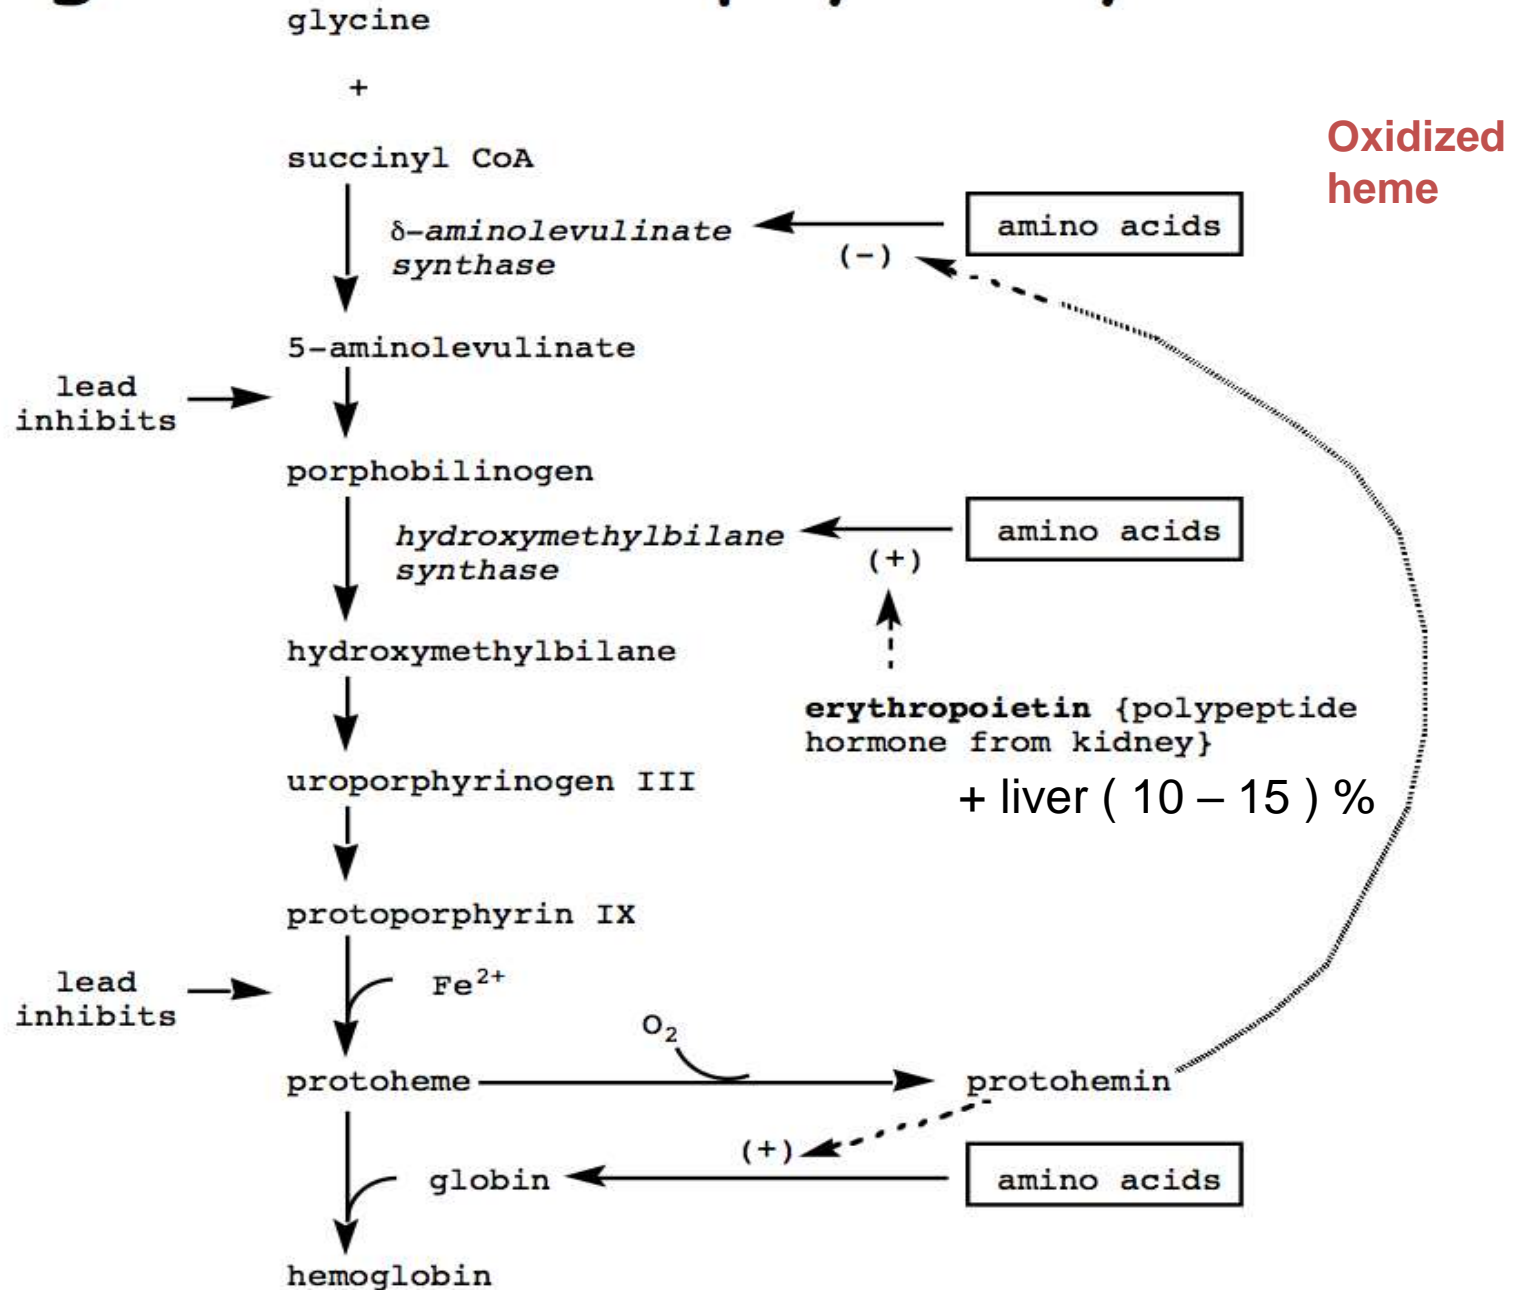 glycine
+
succinyl CoA
Oxidized
heme
δ-aminolevulinate
synthase
(-)
amino acids
5-aminolevulinate
lead
inhibits
porphobilinogen
hydroxymethylbilane
synthase
(+)
amino acids
hydroxymethylbilane
erythropoietin {polypeptide
hormone from kidney}
+ liver ( 10 – 15 ) %
uroporphyrinogen III
protoporphyrin IX
lead
inhibits
Fe²⁺
O₂
protoheme
protohemin
(+)
globin
amino acids
hemoglobin